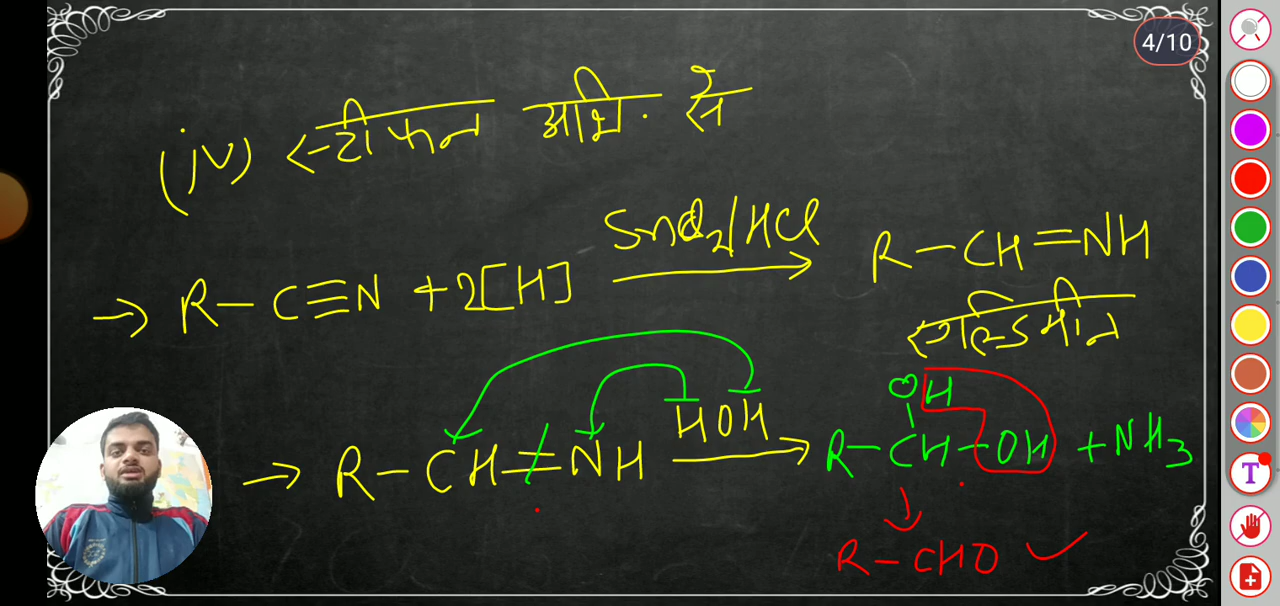 4/10
(iv) स्टीफन अभि. से
→ R-C≡N + 2[H] SnCl2/HCl → R-CH=NH
एल्डिमीन
→ R-CH=NH HOH → R-CH-OH + NH3
OH
R-CHO ✓
T